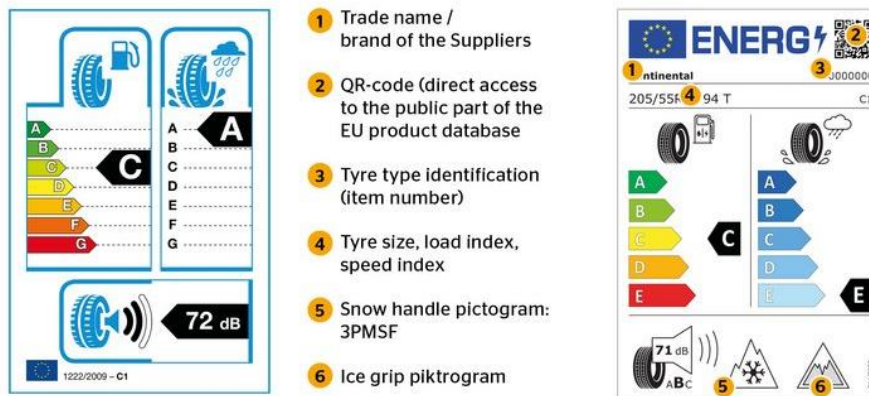 A
B
C
D
E
F
G
C
A
B
C
D
E
F
G
A
72 dB
1222/2009 – C1
1 Trade name /
brand of the Suppliers
2 QR-code (direct access
to the public part of the
EU product database
3 Tyre type identification
(item number)
4 Tyre size, load index,
speed index
5 Snow handle pictogram:
3PMSF
6 Ice grip piktrogram
ENERG
2
1 ntinental
3
205/55R 4 94 T
A
B
C
D
E
C
A
B
C
D
E
E
71 dB
ABC
5
6